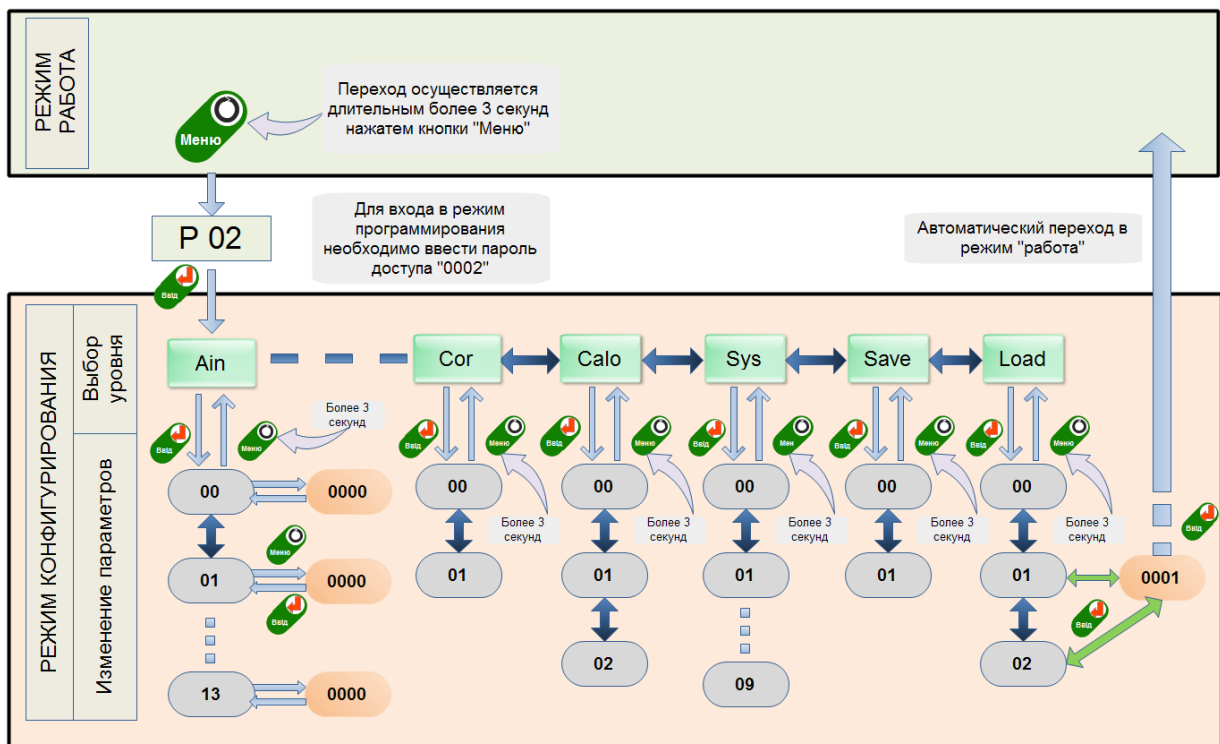 РЕЖИМ
РАБОТА
Меню
Переход осуществляется
длительным более 3 секунд
нажатем кнопки "Меню"
P 02
Для входа в режим
программирования
необходимо ввести пароль
доступа "0002"
Автоматический переход в
режим "работа"
Ввід
РЕЖИМ КОНФИГУРИРОВАНИЯ
Выбор
уровня
Изменение параметров
Ain
Cor
Calo
Sys
Save
Load
Ввід
Меню
Более 3
секунд
Ввід
Меню
Ввід
Меню
Ввід
Мен
Ввід
Меню
Ввід
Меню
00
0000
00
00
00
00
00
Более 3
секунд
Более 3
секунд
Более 3
секунд
Более 3
секунд
Более 3
секунд
Ввід
Меню
01
0000
01
01
01
01
01
0001
Ввід
Ввід
13
0000
02
09
02